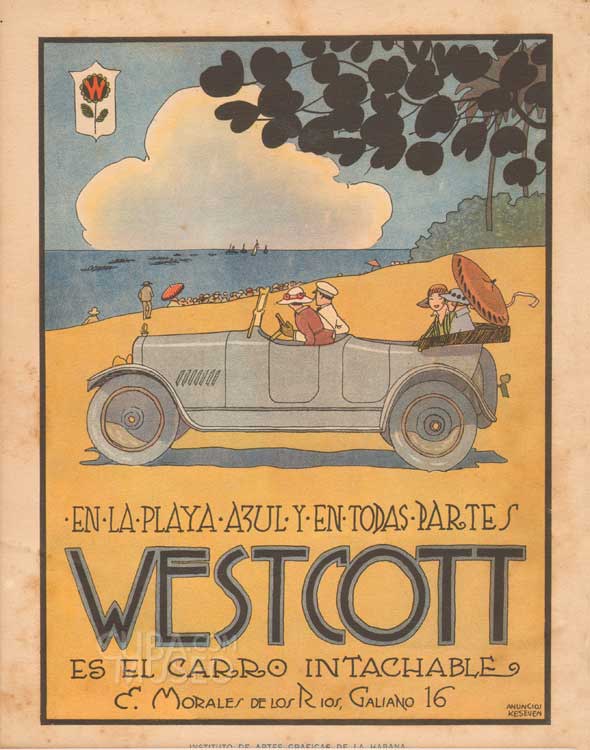 W
·EN·LA·PLAYA·AZUL·Y·EN·TODAS·PARTES
WESTCOTT
ES EL CARRO INTACHABLE
E. MORALES DE LOS RIOS, GALIANO 16
ANUNCIOS
KESEVEN
INSTITUTO DE ARTES GRAFICAS DE LA HABANA